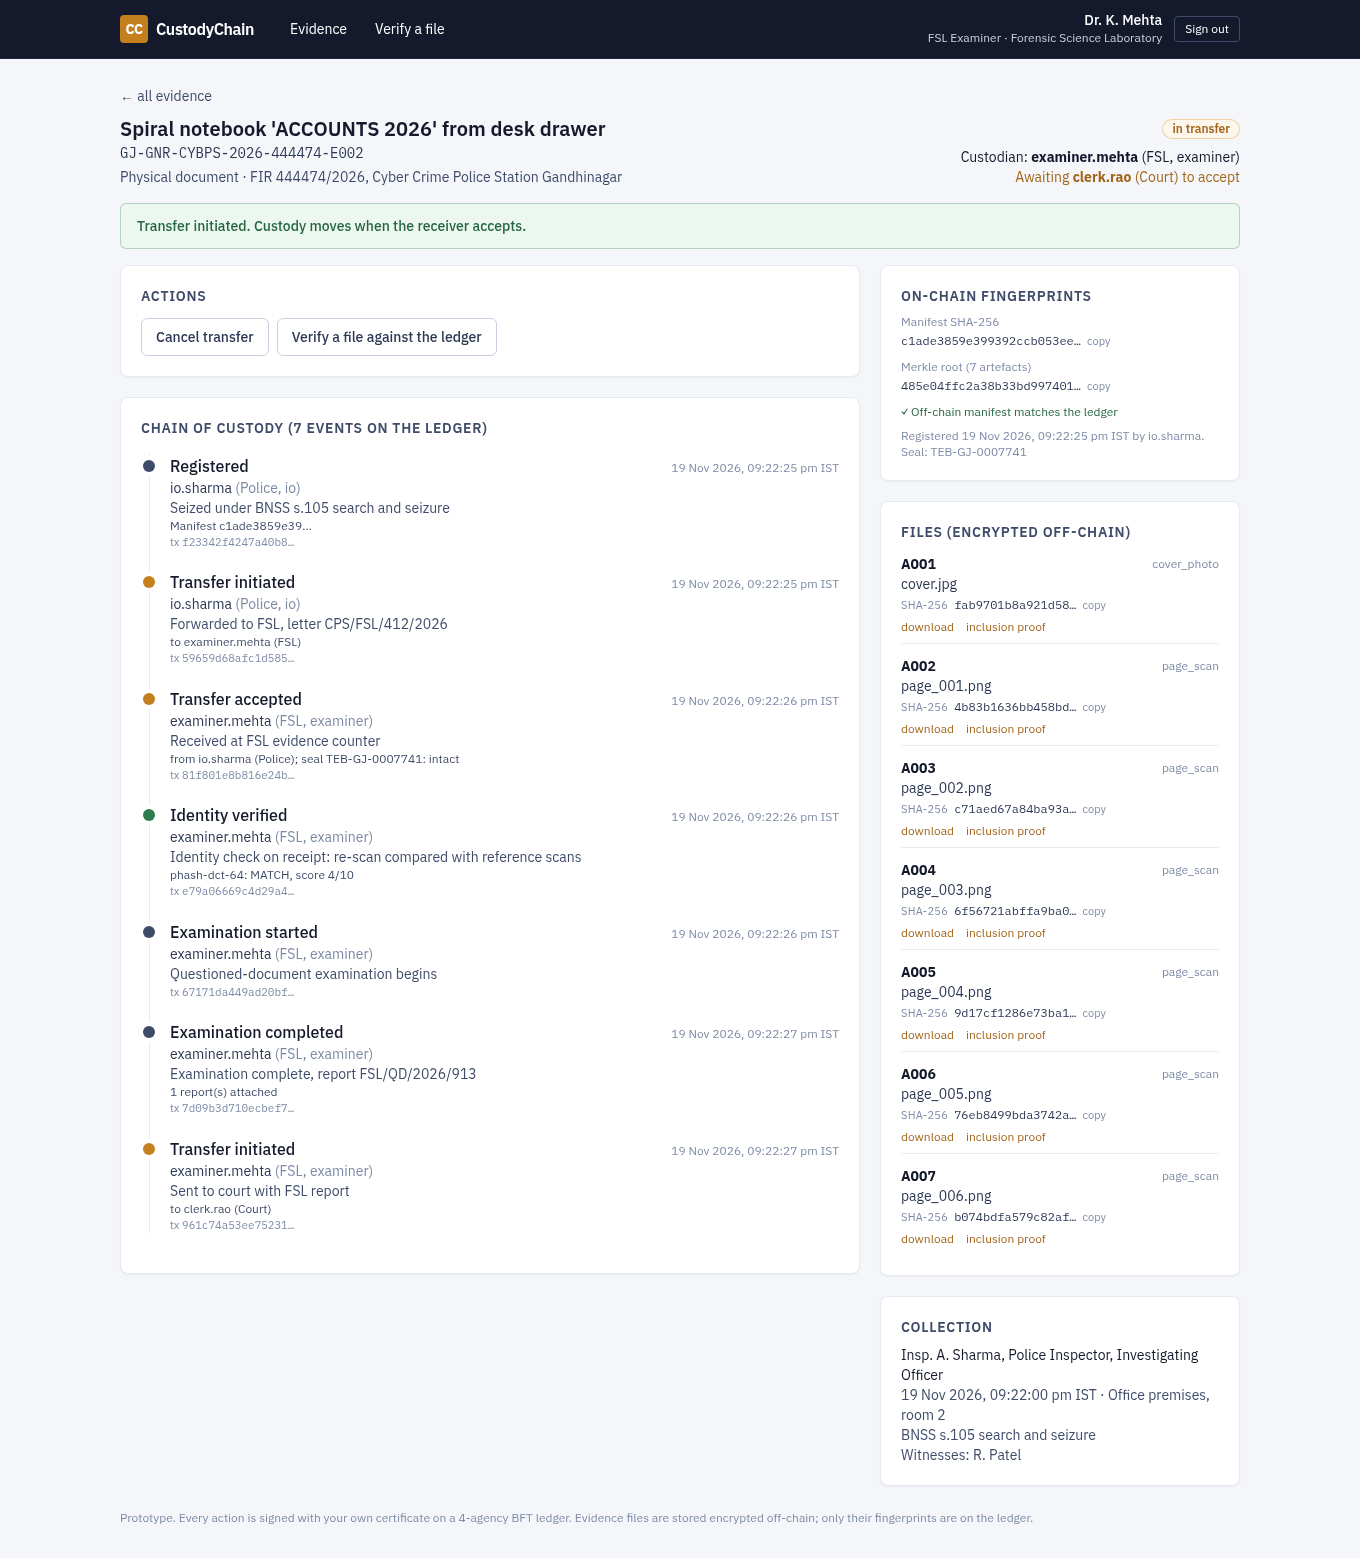 CC CustodyChain Evidence Verify a file
Dr. K. Mehta
FSL Examiner · Forensic Science Laboratory
Sign out
← all evidence
Spiral notebook 'ACCOUNTS 2026' from desk drawer
GJ-GNR-CYBPS-2026-444474-E002
Physical document · FIR 444474/2026, Cyber Crime Police Station Gandhinagar
in transfer
Custodian: examiner.mehta (FSL, examiner)
Awaiting clerk.rao (Court) to accept
Transfer initiated. Custody moves when the receiver accepts.
ACTIONS
Cancel transfer
Verify a file against the ledger
CHAIN OF CUSTODY (7 EVENTS ON THE LEDGER)
Registered 19 Nov 2026, 09:22:25 pm IST
io.sharma (Police, io)
Seized under BNSS s.105 search and seizure
Manifest c1ade3859e39…
tx f23342f4247a40b8…
Transfer initiated 19 Nov 2026, 09:22:25 pm IST
io.sharma (Police, io)
Forwarded to FSL, letter CPS/FSL/412/2026
to examiner.mehta (FSL)
tx 59659d68afc1d585…
Transfer accepted 19 Nov 2026, 09:22:26 pm IST
examiner.mehta (FSL, examiner)
Received at FSL evidence counter
from io.sharma (Police); seal TEB-GJ-0007741: intact
tx 81f801e8b816e24b…
Identity verified 19 Nov 2026, 09:22:26 pm IST
examiner.mehta (FSL, examiner)
Identity check on receipt: re-scan compared with reference scans
phash-dct-64: MATCH, score 4/10
tx e79a06669c4d29a4…
Examination started 19 Nov 2026, 09:22:26 pm IST
examiner.mehta (FSL, examiner)
Questioned-document examination begins
tx 67171da449ad20bf…
Examination completed 19 Nov 2026, 09:22:27 pm IST
examiner.mehta (FSL, examiner)
Examination complete, report FSL/QD/2026/913
1 report(s) attached
tx 7d09b3d710ecbef7…
Transfer initiated 19 Nov 2026, 09:22:27 pm IST
examiner.mehta (FSL, examiner)
Sent to court with FSL report
to clerk.rao (Court)
tx 961c74a53ee75231…
ON-CHAIN FINGERPRINTS
Manifest SHA-256
c1ade3859e399392ccb053ee… copy
Merkle root (7 artefacts)
485e04ffc2a38b33bd997401… copy
✓ Off-chain manifest matches the ledger
Registered 19 Nov 2026, 09:22:25 pm IST by io.sharma.
Seal: TEB-GJ-0007741
FILES (ENCRYPTED OFF-CHAIN)
A001 cover_photo
cover.jpg
SHA-256 fab9701b8a921d58… copy
download inclusion proof
A002 page_scan
page_001.png
SHA-256 4b83b1636bb458bd… copy
download inclusion proof
A003 page_scan
page_002.png
SHA-256 c71aed67a84ba93a… copy
download inclusion proof
A004 page_scan
page_003.png
SHA-256 6f56721abffa9ba0… copy
download inclusion proof
A005 page_scan
page_004.png
SHA-256 9d17cf1286e73ba1… copy
download inclusion proof
A006 page_scan
page_005.png
SHA-256 76eb8499bda3742a… copy
download inclusion proof
A007 page_scan
page_006.png
SHA-256 b074bdfa579c82af… copy
download inclusion proof
COLLECTION
Insp. A. Sharma, Police Inspector, Investigating
Officer
19 Nov 2026, 09:22:00 pm IST · Office premises,
room 2
BNSS s.105 search and seizure
Witnesses: R. Patel
Prototype. Every action is signed with your own certificate on a 4-agency BFT ledger. Evidence files are stored encrypted off-chain; only their fingerprints are on the ledger.